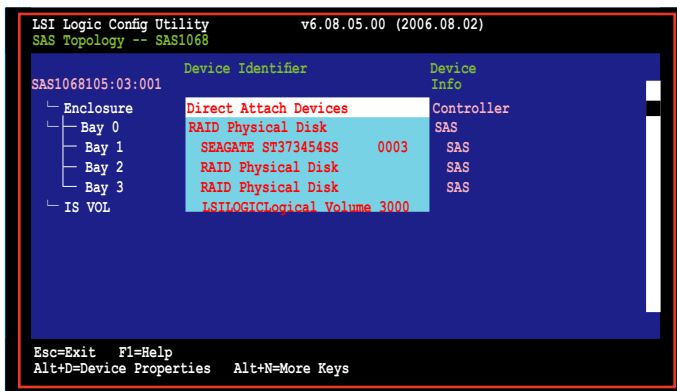 LSI Logic Config Utility v6.08.05.00 (2006.08.02)
SAS Topology -- SAS1068
Device Identifier Device
SAS1068105:03:001 Info
Enclosure Direct Attach Devices Controller
Bay 0 RAID Physical Disk SAS
Bay 1 SEAGATE ST373454SS 0003 SAS
Bay 2 RAID Physical Disk SAS
Bay 3 RAID Physical Disk SAS
IS VOL LSILOGICLogical Volume 3000
Esc=Exit F1=Help
Alt+D=Device Properties Alt+N=More Keys